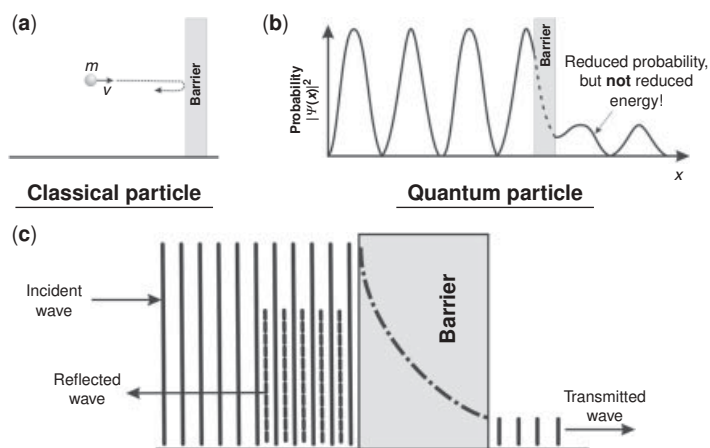 (a)
m
v
Barrier
Classical particle
(b)
Probability
|Ψ(x)|²
Barrier
Reduced probability,
but not reduced
energy!
x
Quantum particle
(c)
Incident
wave
Reflected
wave
Barrier
Transmitted
wave